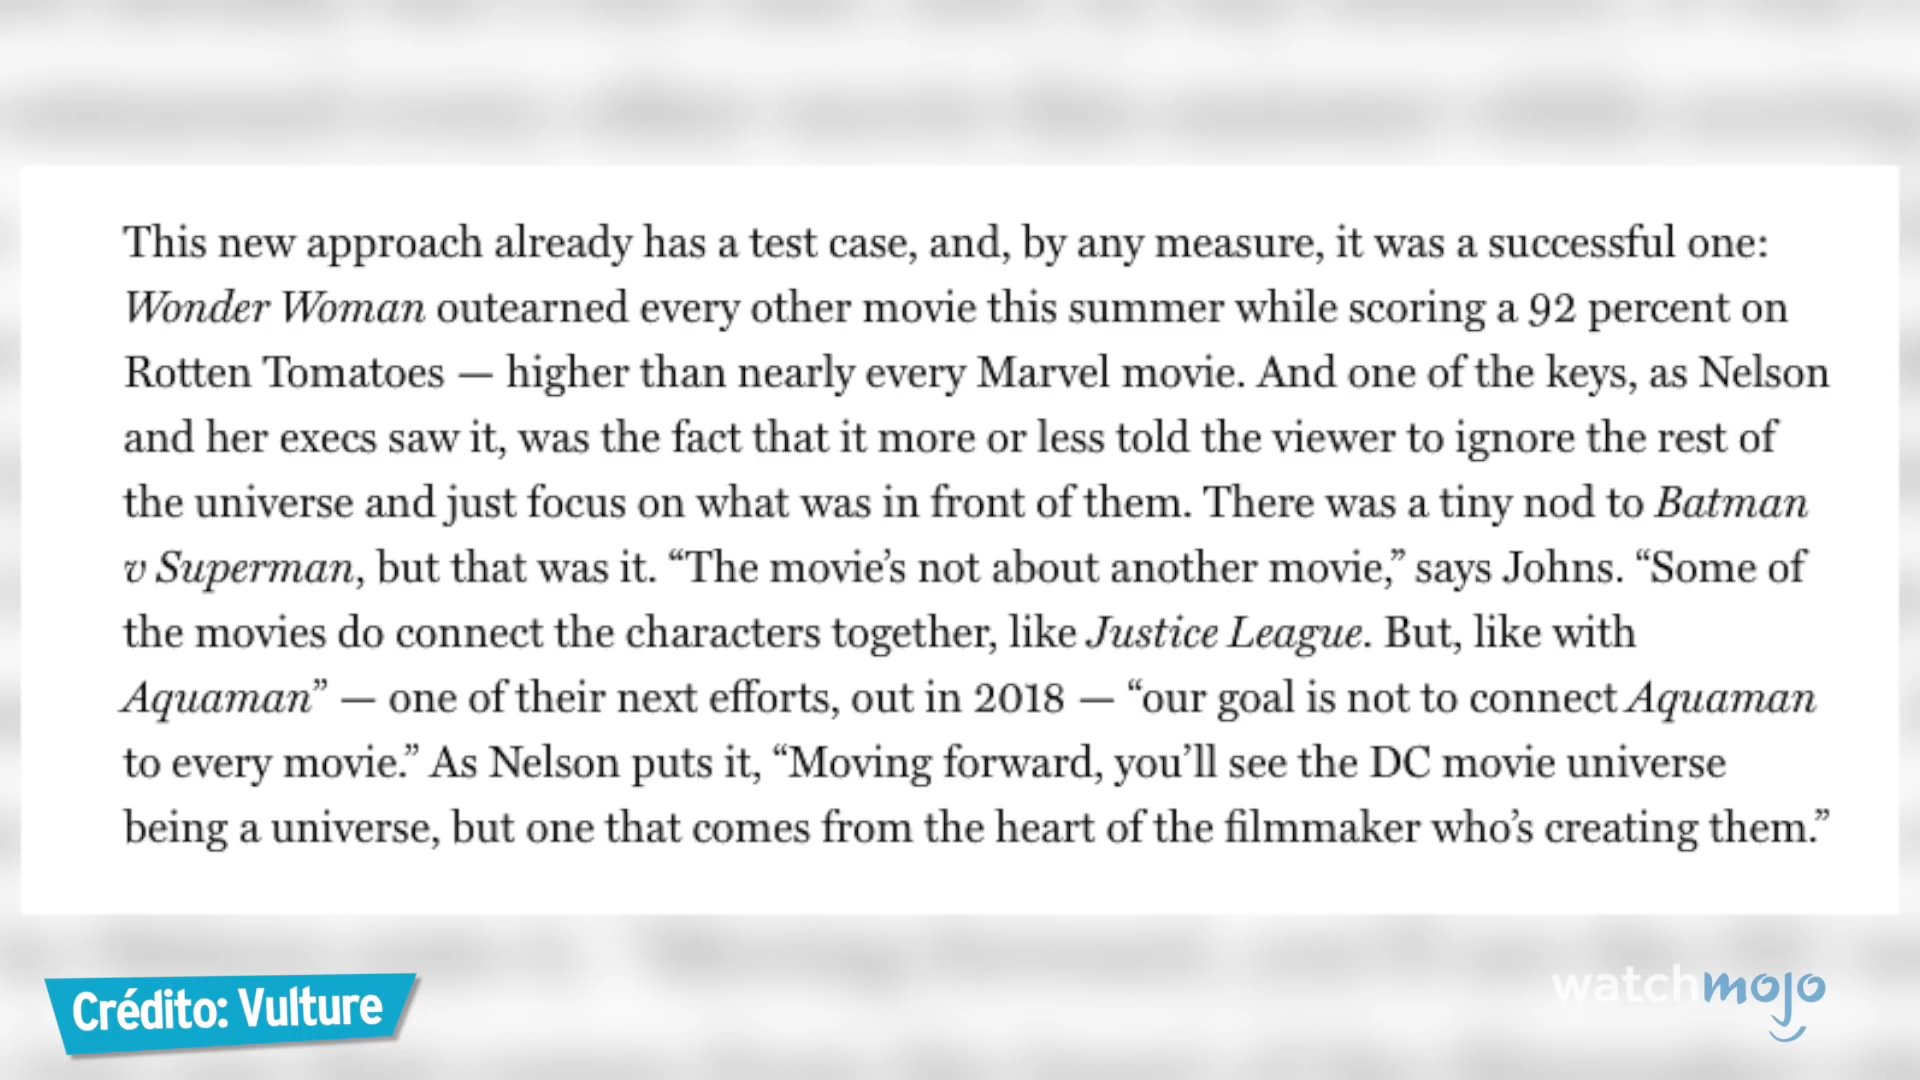 This new approach already has a test case, and, by any measure, it was a successful one:
Wonder Woman outearned every other movie this summer while scoring a 92 percent on
Rotten Tomatoes — higher than nearly every Marvel movie. And one of the keys, as Nelson
and her execs saw it, was the fact that it more or less told the viewer to ignore the rest of
the universe and just focus on what was in front of them. There was a tiny nod to Batman
v Superman, but that was it. “The movie’s not about another movie,” says Johns. “Some of
the movies do connect the characters together, like Justice League. But, like with
Aquaman” — one of their next efforts, out in 2018 — “our goal is not to connect Aquaman
to every movie.” As Nelson puts it, “Moving forward, you’ll see the DC movie universe
being a universe, but one that comes from the heart of the filmmaker who’s creating them.”
Crédito: Vulture
watchmojo